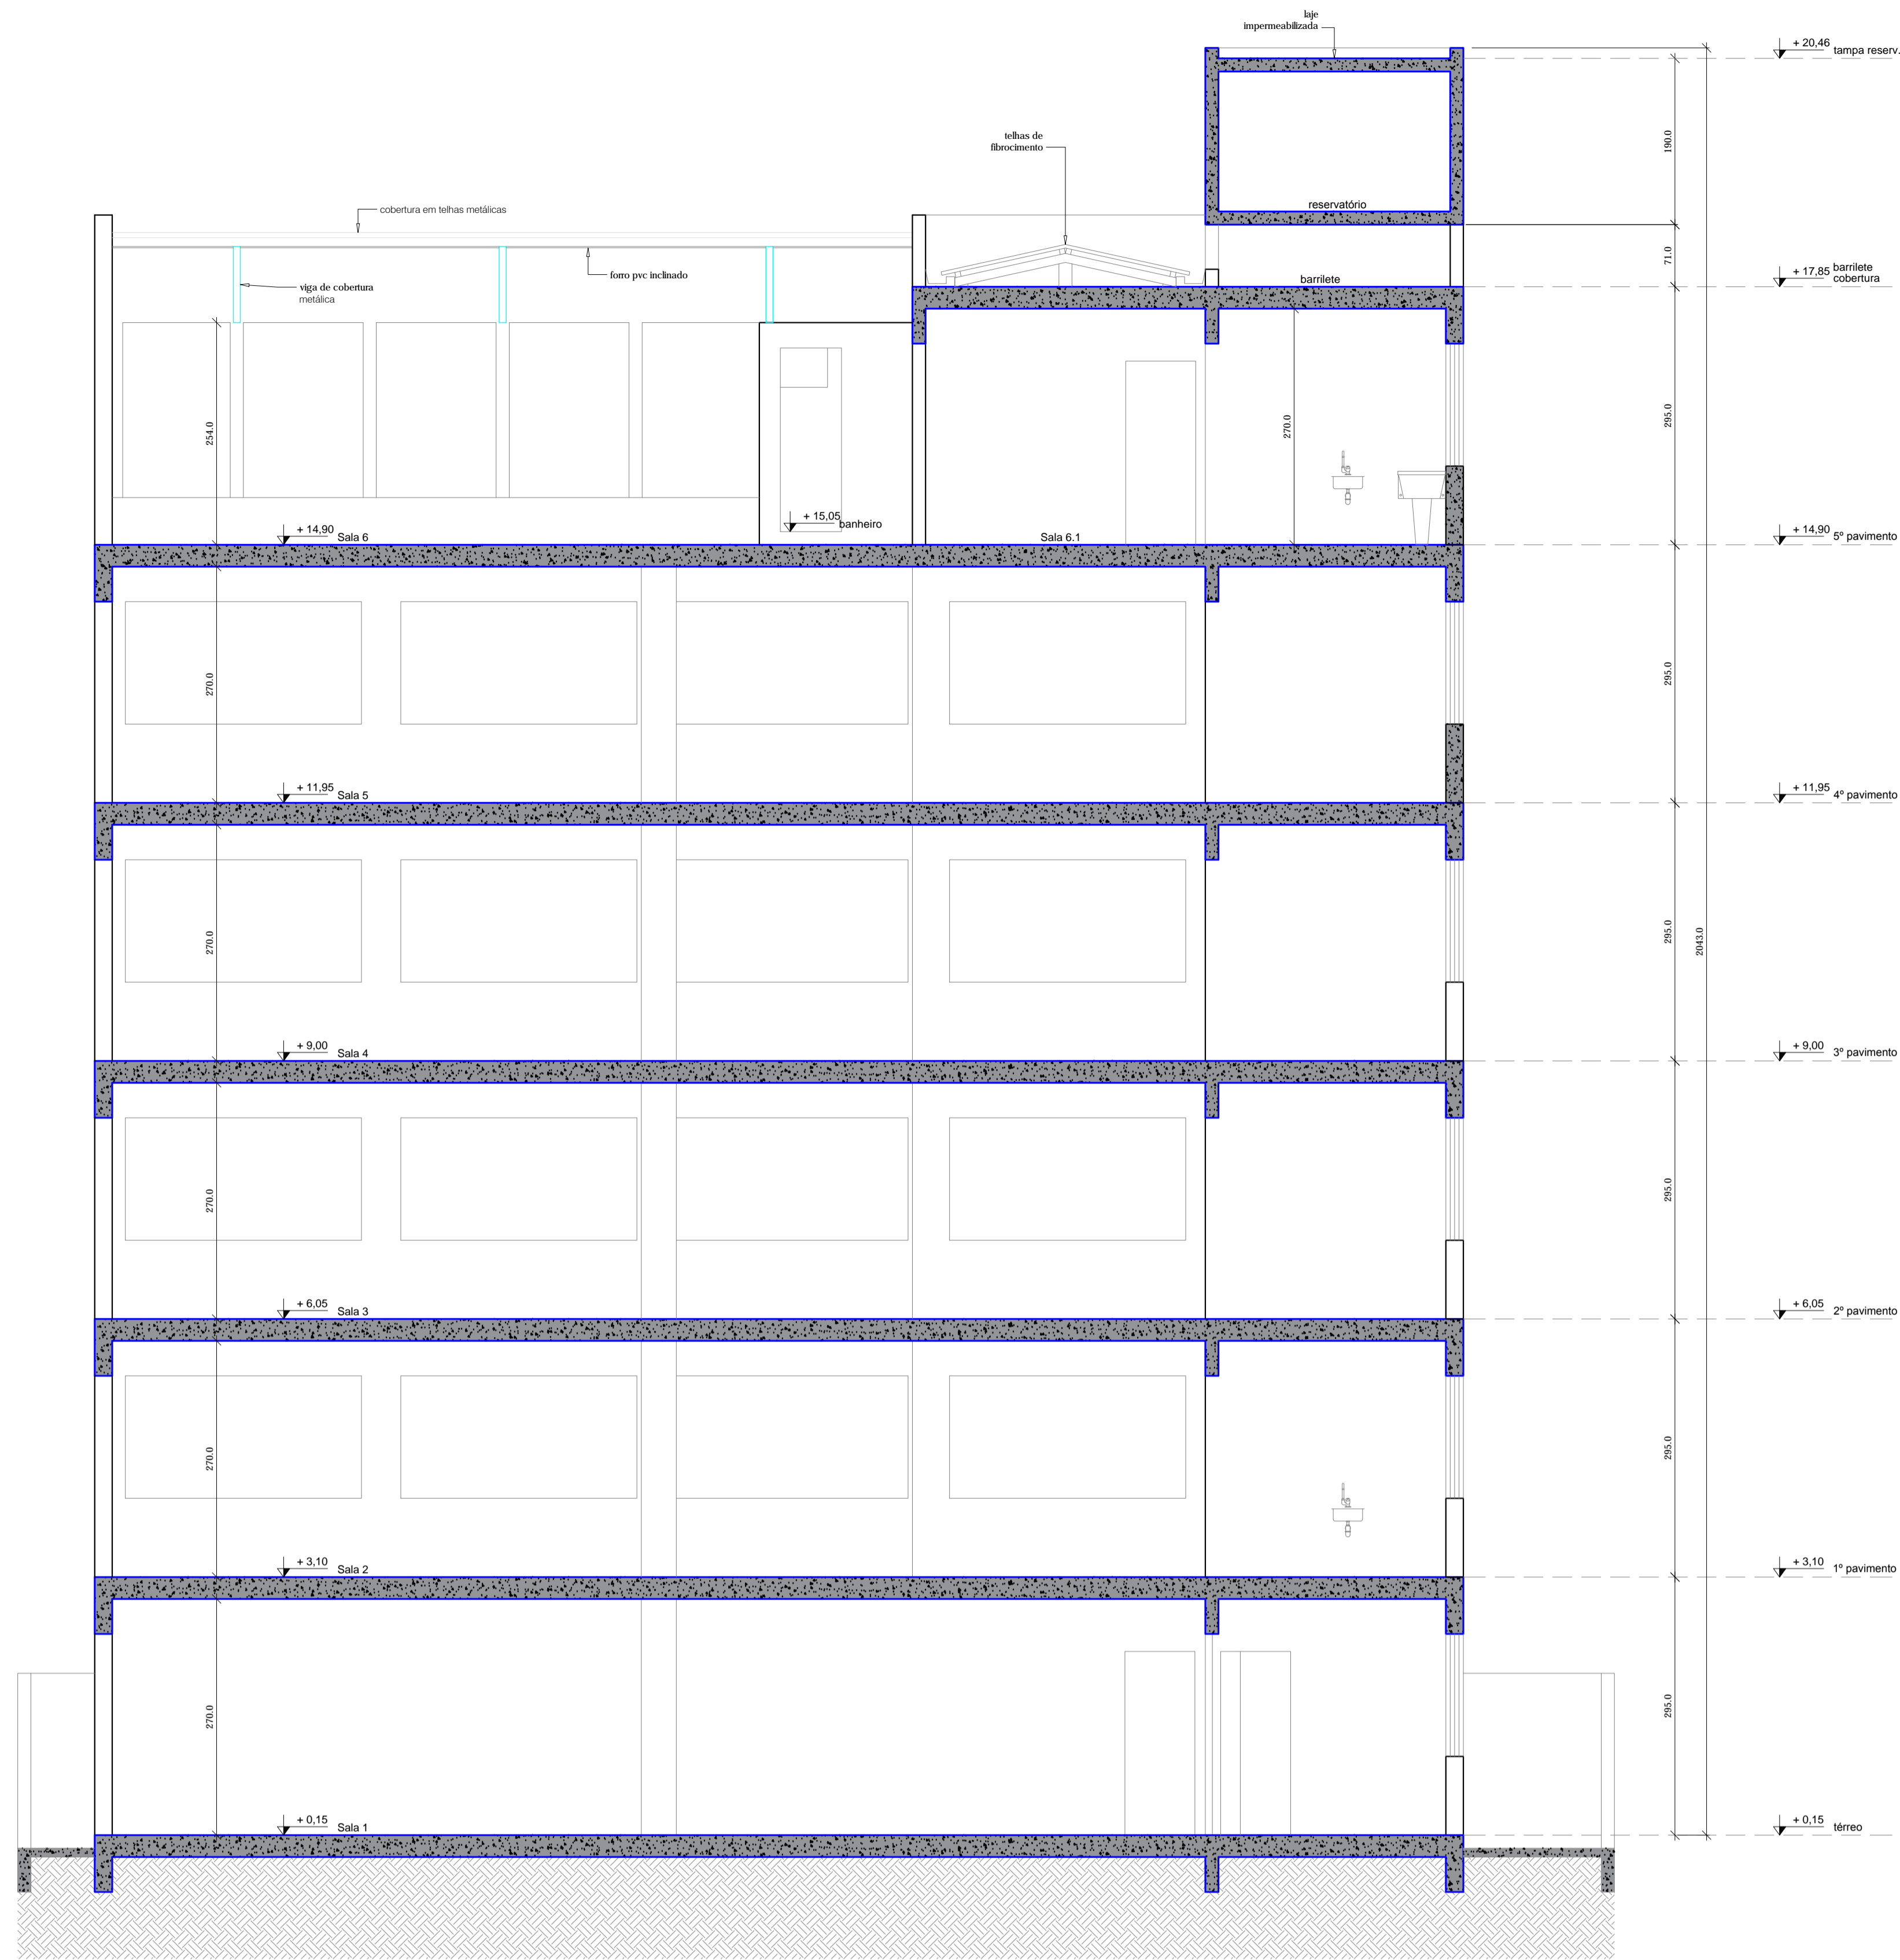 laje
impermeabilizada
+ 20,46
tampa reserv.
telhas de
fibrocimento
190.0
reservatório
cobertura em telhas metálicas
71.0
forro pvc inclinado
viga de cobertura
metálica
barrilete
+ 17,85
barrilete
cobertura
254.0
270.0
295.0
+ 15,05
banheiro
+ 14,90
Sala 6
Sala 6.1
+ 14,90
5º pavimento
270.0
295.0
+ 11,95
Sala 5
+ 11,95
4º pavimento
270.0
295.0
2043.0
+ 9,00
Sala 4
+ 9,00
3º pavimento
270.0
295.0
+ 6,05
Sala 3
+ 6,05
2º pavimento
270.0
295.0
+ 3,10
Sala 2
+ 3,10
1º pavimento
270.0
295.0
+ 0,15
Sala 1
+ 0,15
térreo